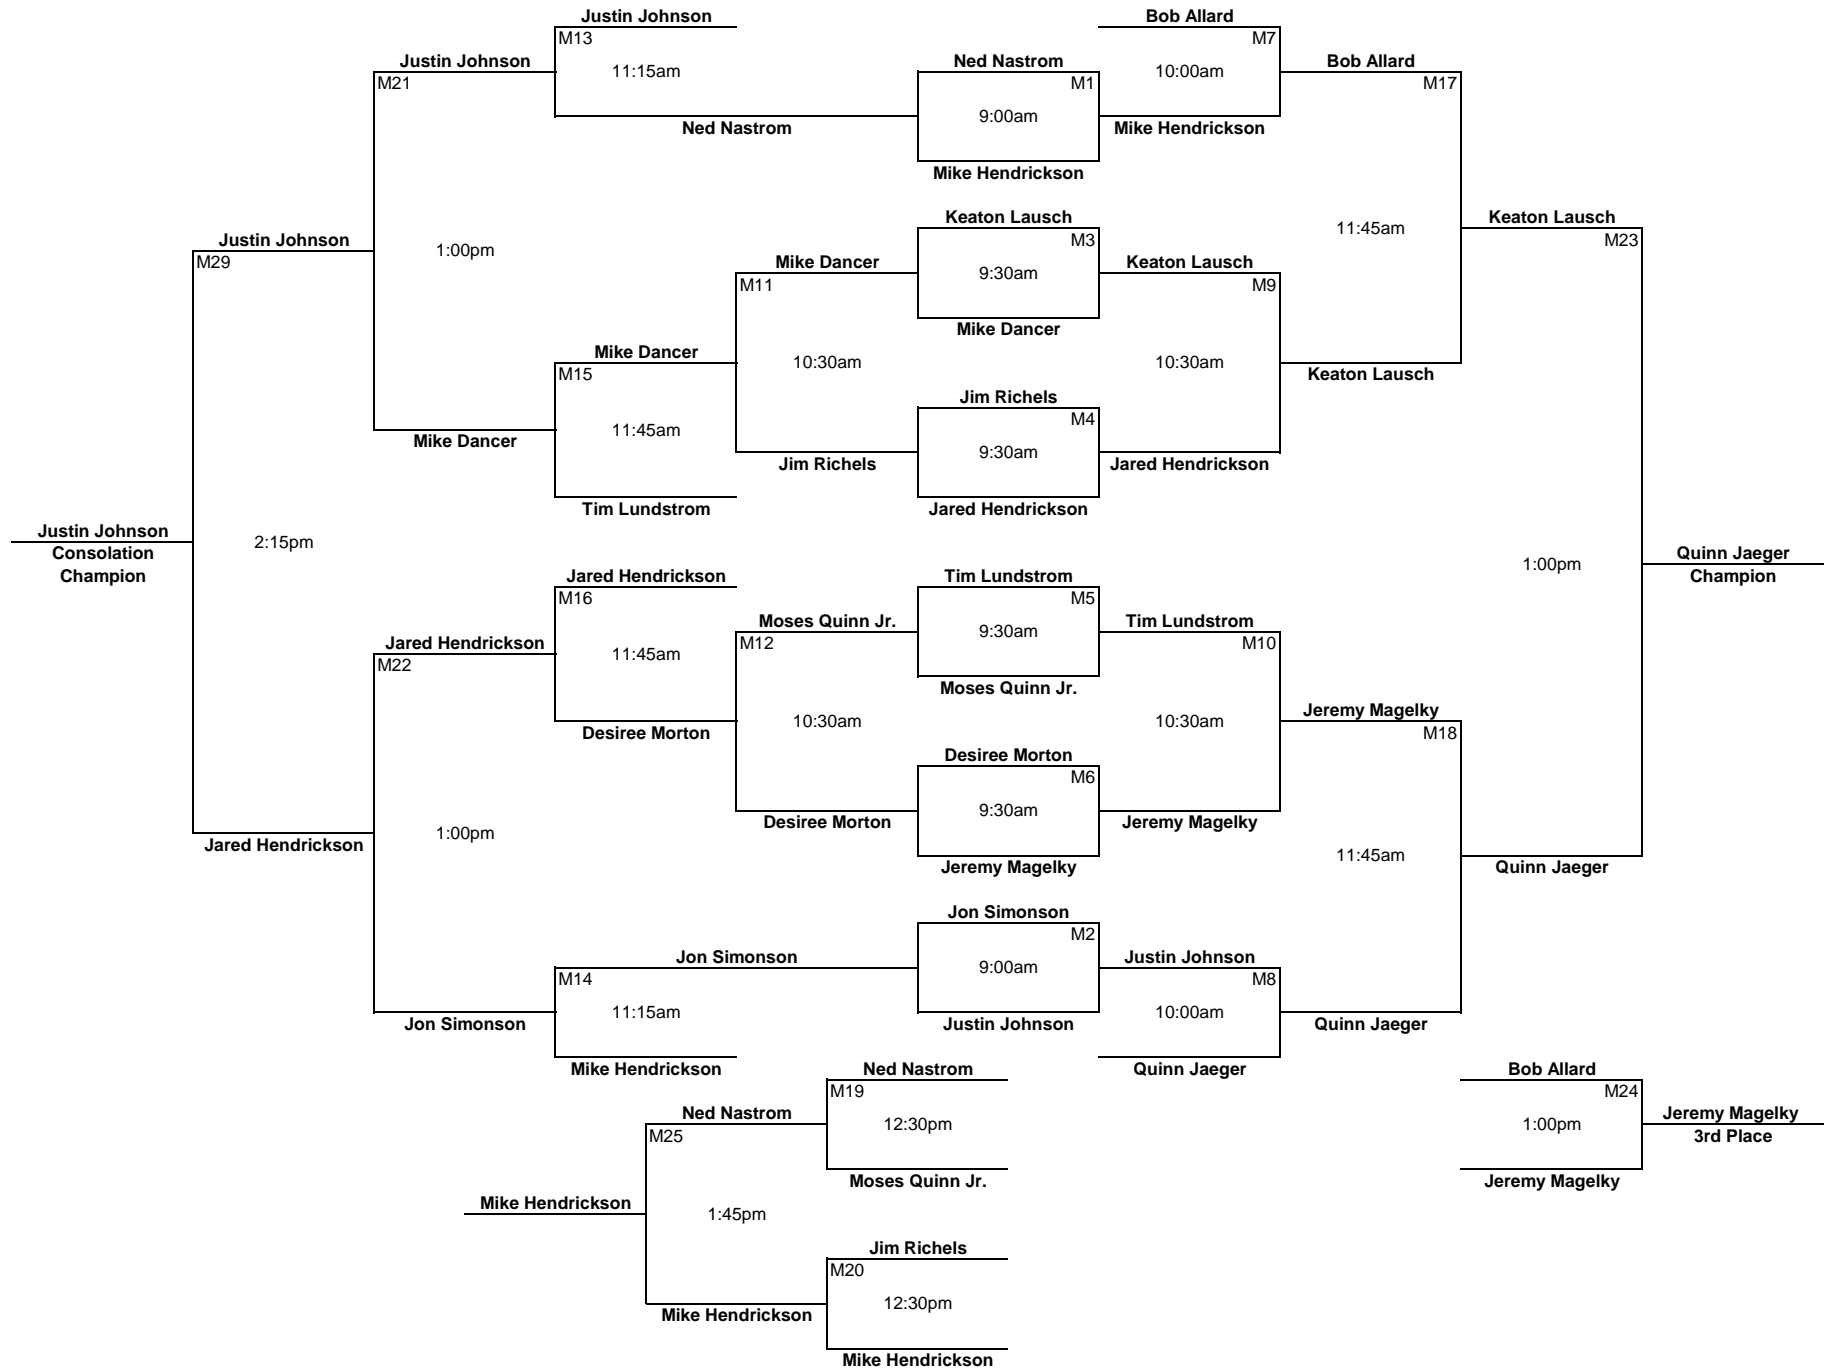 Justin Johnson
Bob Allard
M13
M7
Justin Johnson
11:15am
Ned Nastrom
10:00am
Bob Allard
M21
M1
M17
9:00am
Ned Nastrom
Mike Hendrickson
Mike Hendrickson
Keaton Lausch
Keaton Lausch
11:45am
Justin Johnson
M3
M23
1:00pm
M29
Mike Dancer
Keaton Lausch
9:30am
M11
M9
Mike Dancer
Mike Dancer
10:30am
10:30am
M15
Keaton Lausch
Jim Richels
M4
11:45am
Mike Dancer
9:30am
Jim Richels
Jared Hendrickson
Tim Lundstrom
Jared Hendrickson
Justin Johnson
2:15pm
Consolation
Champion
Quinn Jaeger
1:00pm
Champion
Jared Hendrickson
Tim Lundstrom
M16
M5
Moses Quinn Jr.
9:30am
Tim Lundstrom
Jared Hendrickson
11:45am
M12
M10
M22
Moses Quinn Jr.
Jeremy Magelky
10:30am
10:30am
Desiree Morton
M18
Desiree Morton
M6
9:30am
Desiree Morton
Jeremy Magelky
1:00pm
Jared Hendrickson
11:45am
Jeremy Magelky
Quinn Jaeger
Jon Simonson
M2
Jon Simonson
9:00am
Justin Johnson
M14
M8
11:15am
10:00am
Jon Simonson
Justin Johnson
Quinn Jaeger
Mike Hendrickson
Ned Nastrom
Quinn Jaeger
Bob Allard
M19
M24
Ned Nastrom
12:30pm
1:00pm
Jeremy Magelky
M25
3rd Place
Moses Quinn Jr.
Jeremy Magelky
Mike Hendrickson
1:45pm
Jim Richels
M20
12:30pm
Mike Hendrickson
Mike Hendrickson